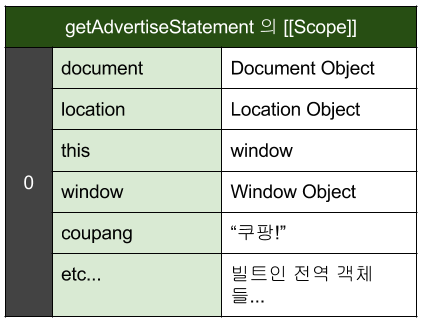 getAdvertiseStatement 의 [[Scope]]
0
document Document Object
location Location Object
this window
window Window Object
coupang “쿠팡!”
etc... 빌트인 전역 객체
들...